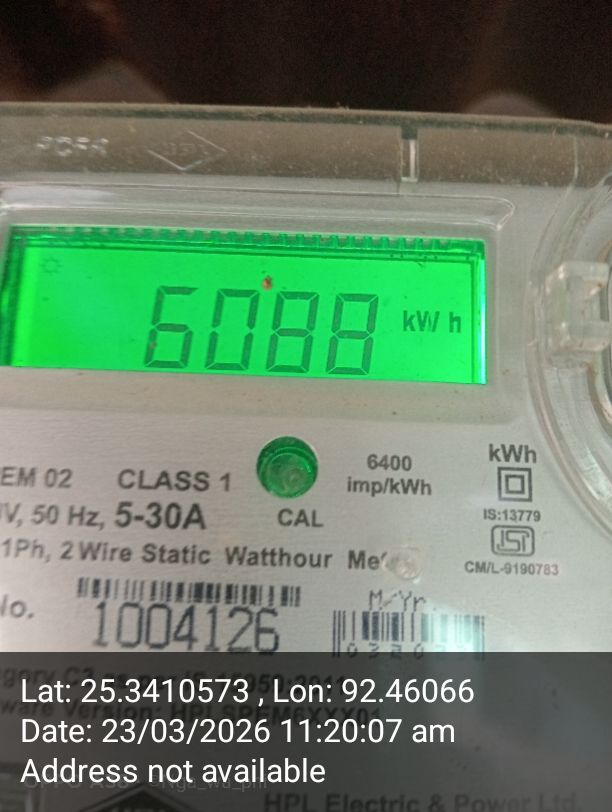 6088 kWh
EM 02 CLASS 1
6400
imp/kWh
kWh
V, 50 Hz, 5-30A
CAL
IS:13779
ISI
1Ph, 2 Wire Static Watthour
CM/L-9190783
No.
1004126
M/Yr.
Lat: 25.3410573 , Lon: 92.46066
Date: 23/03/2026 11:20:07 am
Address not available
HPL Electric & Power Ltd.